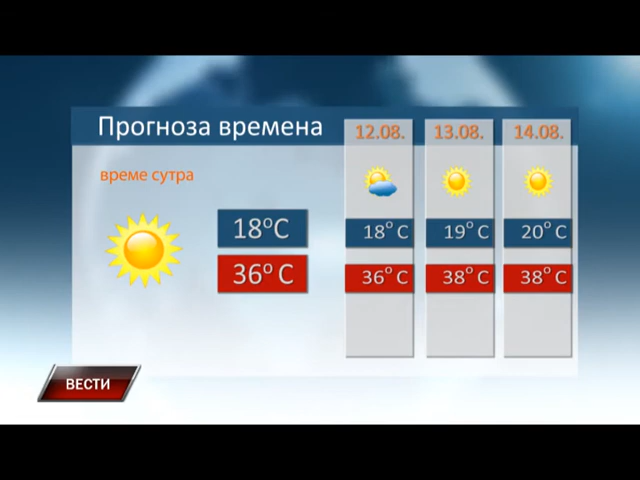 Прогноза времена
време сутра
18°C
36°C
12.08.
18°C
36°C
13.08.
19°C
38°C
14.08.
20°C
38°C
ВЕСТИ